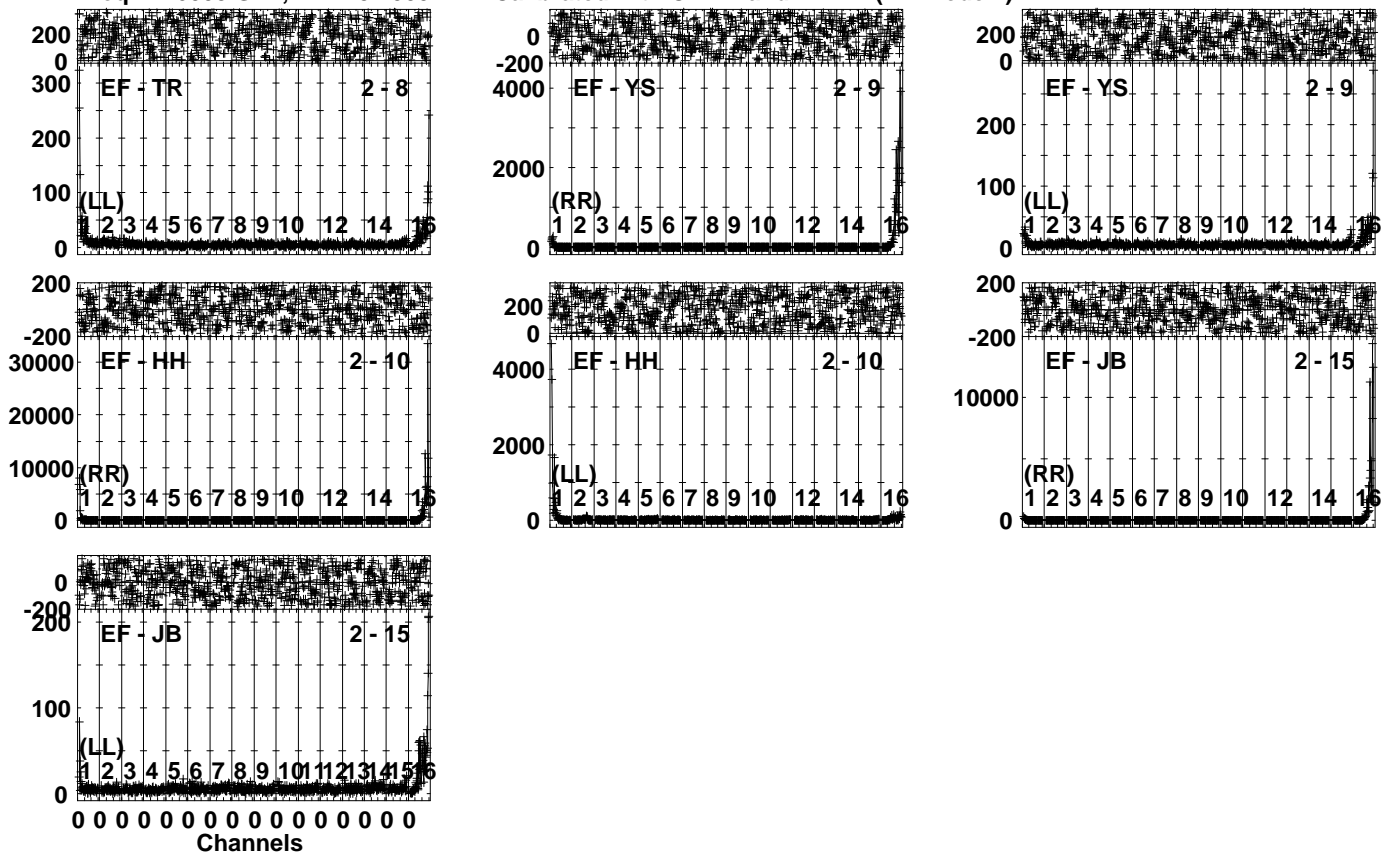 200
0
300
EF - TR 2 - 8
200
100
(LL)
1 2 3 4 5 6 7 8 9 10 12 14 16
0
0
-200
4000
EF - YS 2 - 9
2000
(RR)
1 2 3 4 5 6 7 8 9 10 12 14 16
0
200
0
EF - YS 2 - 9
200
100
(LL)
1 2 3 4 5 6 7 8 9 10 12 14 16
0
200
-200
30000
EF - HH 2 - 10
20000
10000
(RR)
1 2 3 4 5 6 7 8 9 10 12 14 16
0
200
0
EF - HH 2 - 10
4000
2000
(LL)
1 2 3 4 5 6 7 8 9 10 12 14 16
0
200
-200
EF - JB 2 - 15
10000
(RR)
1 2 3 4 5 6 7 8 9 10 12 14 16
0
0
-200
200
EF - JB 2 - 15
100
(LL)
1 2 3 4 5 6 7 8 9 10 11 12 13 14 15 16
0
0 0 0 0 0 0 0 0 0 0 0 0 0 0 0 0
Channels